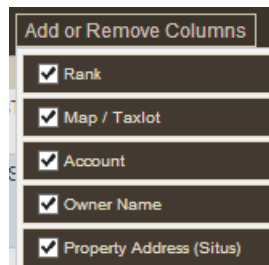 Add or Remove Columns
Rank
Map / Taxlot
Account
Owner Name
Property Address (Situs)